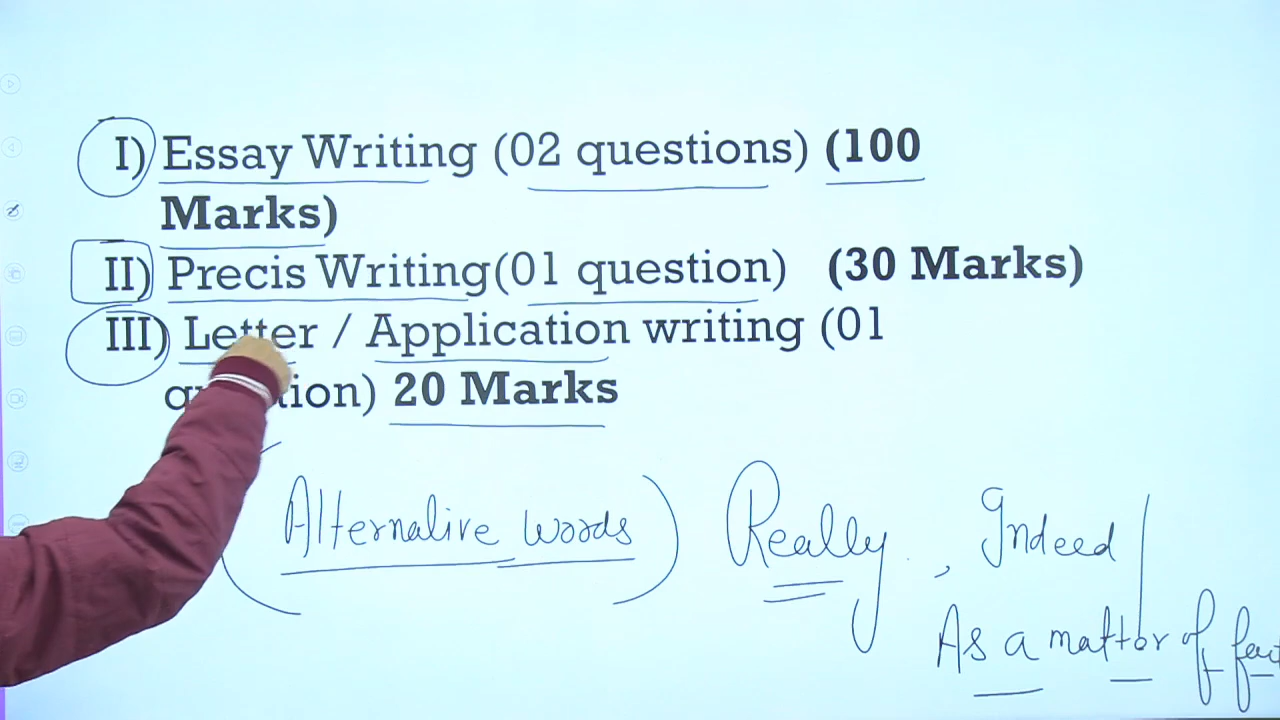 I) Essay Writing (02 questions) (100
Marks)
II) Precis Writing(01 question) (30 Marks)
III) Letter / Application writing (01
tion) 20 Marks
(Alternative words) Really , Indeed /
As a matter of fact